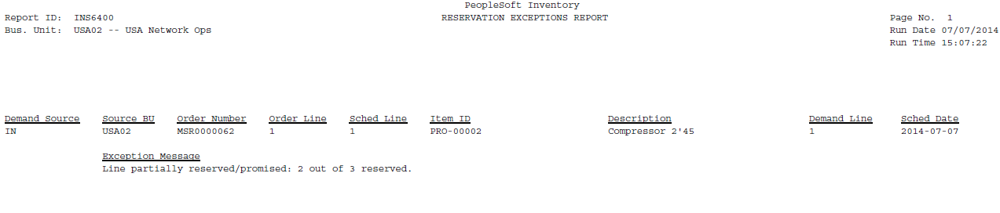 PeopleSoft Inventory
Report ID: INS6400 RESERVATION EXCEPTIONS REPORT Page No. 1
Bus. Unit: USA02 -- USA Network Ops Run Date 07/07/2014
Run Time 15:07:22
Demand Source Source BU Order Number Order Line Sched Line Item ID Description Demand Line Sched Date
IN USA02 MSR0000062 1 1 PRO-00002 Compressor 2'45 1 2014-07-07
Exception Message
Line partially reserved/promised: 2 out of 3 reserved.